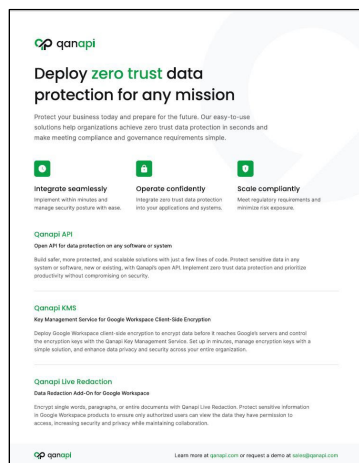 qanapi
Deploy zero trust data
protection for any mission
Protect your business today and prepare for the future. Our easy-to-use
solutions help organizations achieve zero trust data protection in seconds and
make meeting compliance and governance requirements simple.
Integrate seamlessly
Implement within minutes and
manage security posture with ease.
Operate confidently
Integrate zero trust data protection
into your applications and systems.
Scale compliantly
Meet regulatory requirements and
minimize risk exposure.
Qanapi API
Open API for data protection on any software or system
Build safer, more protected, and scalable solutions with just a few lines of code. Protect sensitive data in any
system or software, new or existing, with Qanapi's open API. Implement zero trust data protection and prioritize
productivity without compromising on security.
Qanapi KMS
Key Management Service for Google Workspace Client-Side Encryption
Deploy Google Workspace client-side encryption to encrypt data before it reaches Google's servers and control
the encryption keys with the Qanapi Key Management Service. Set up in minutes, manage encryption keys with a
simple solution, and enhance data privacy and security across your entire organization.
Qanapi Live Redaction
Data Redaction Add-On for Google Workspace
Encrypt single words, paragraphs, or entire documents with Qanapi Live Redaction. Protect sensitive information
in Google Workspace products to ensure only authorized users can view the data they have permission to
access, increasing security and privacy while maintaining collaboration.
qanapi
Learn more at qanapi.com or request a demo at sales@qanapi.com